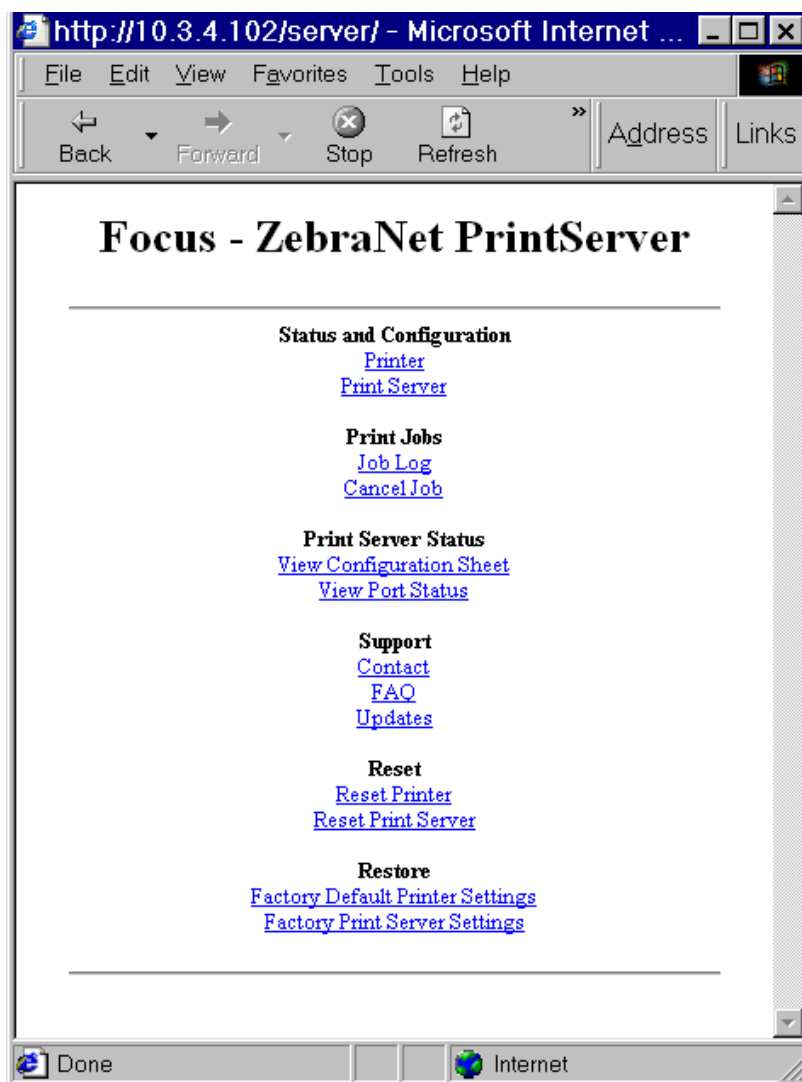 http://10.3.4.102/server/ - Microsoft Internet ...
File Edit View Favorites Tools Help
Back Forward Stop Refresh » Address Links
Focus - ZebraNet PrintServer
Status and Configuration
Printer
Print Server
Print Jobs
Job Log
Cancel Job
Print Server Status
View Configuration Sheet
View Port Status
Support
Contact
FAQ
Updates
Reset
Reset Printer
Reset Print Server
Restore
Factory Default Printer Settings
Factory Print Server Settings
Done Internet